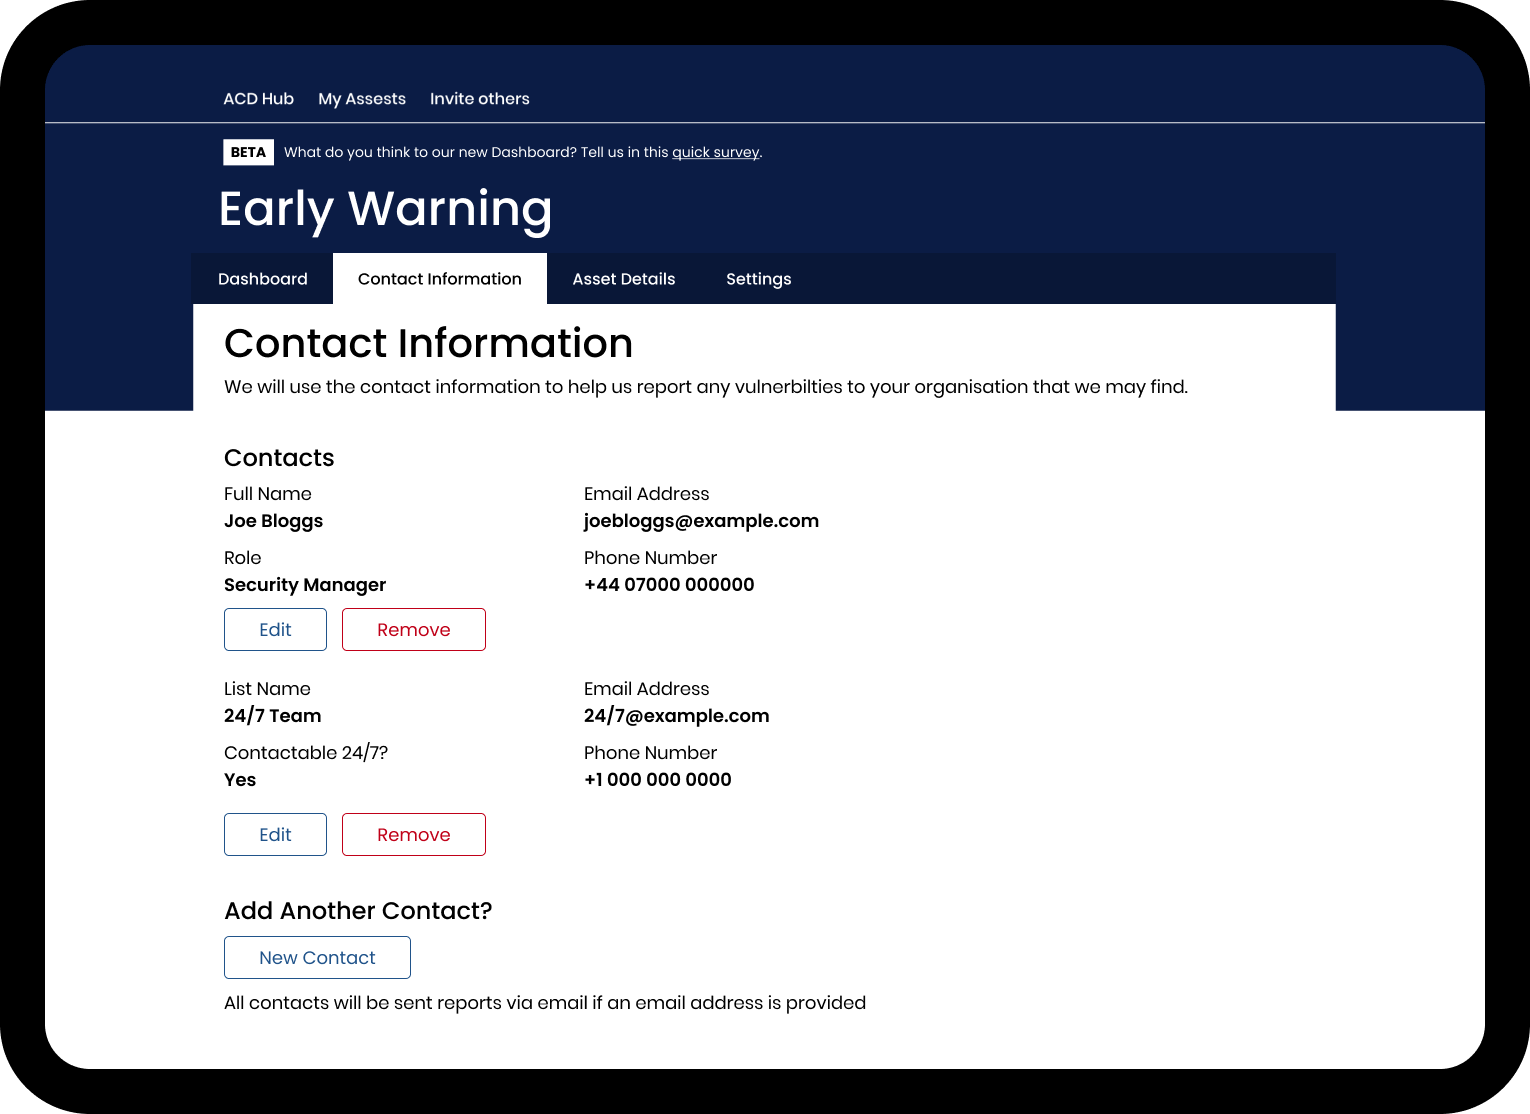 ACD Hub My Assests Invite others
BETA What do you think to our new Dashboard? Tell us in this quick survey.
Early Warning
Dashboard Contact Information Asset Details Settings
Contact Information
We will use the contact information to help us report any vulnerbilties to your organisation that we may find.
Contacts
Full Name Email Address
Joe Bloggs joebloggs@example.com
Role Phone Number
Security Manager +44 07000 000000
Edit Remove
List Name Email Address
24/7 Team 24/7@example.com
Contactable 24/7? Phone Number
Yes +1 000 000 0000
Edit Remove
Add Another Contact?
New Contact
All contacts will be sent reports via email if an email address is provided